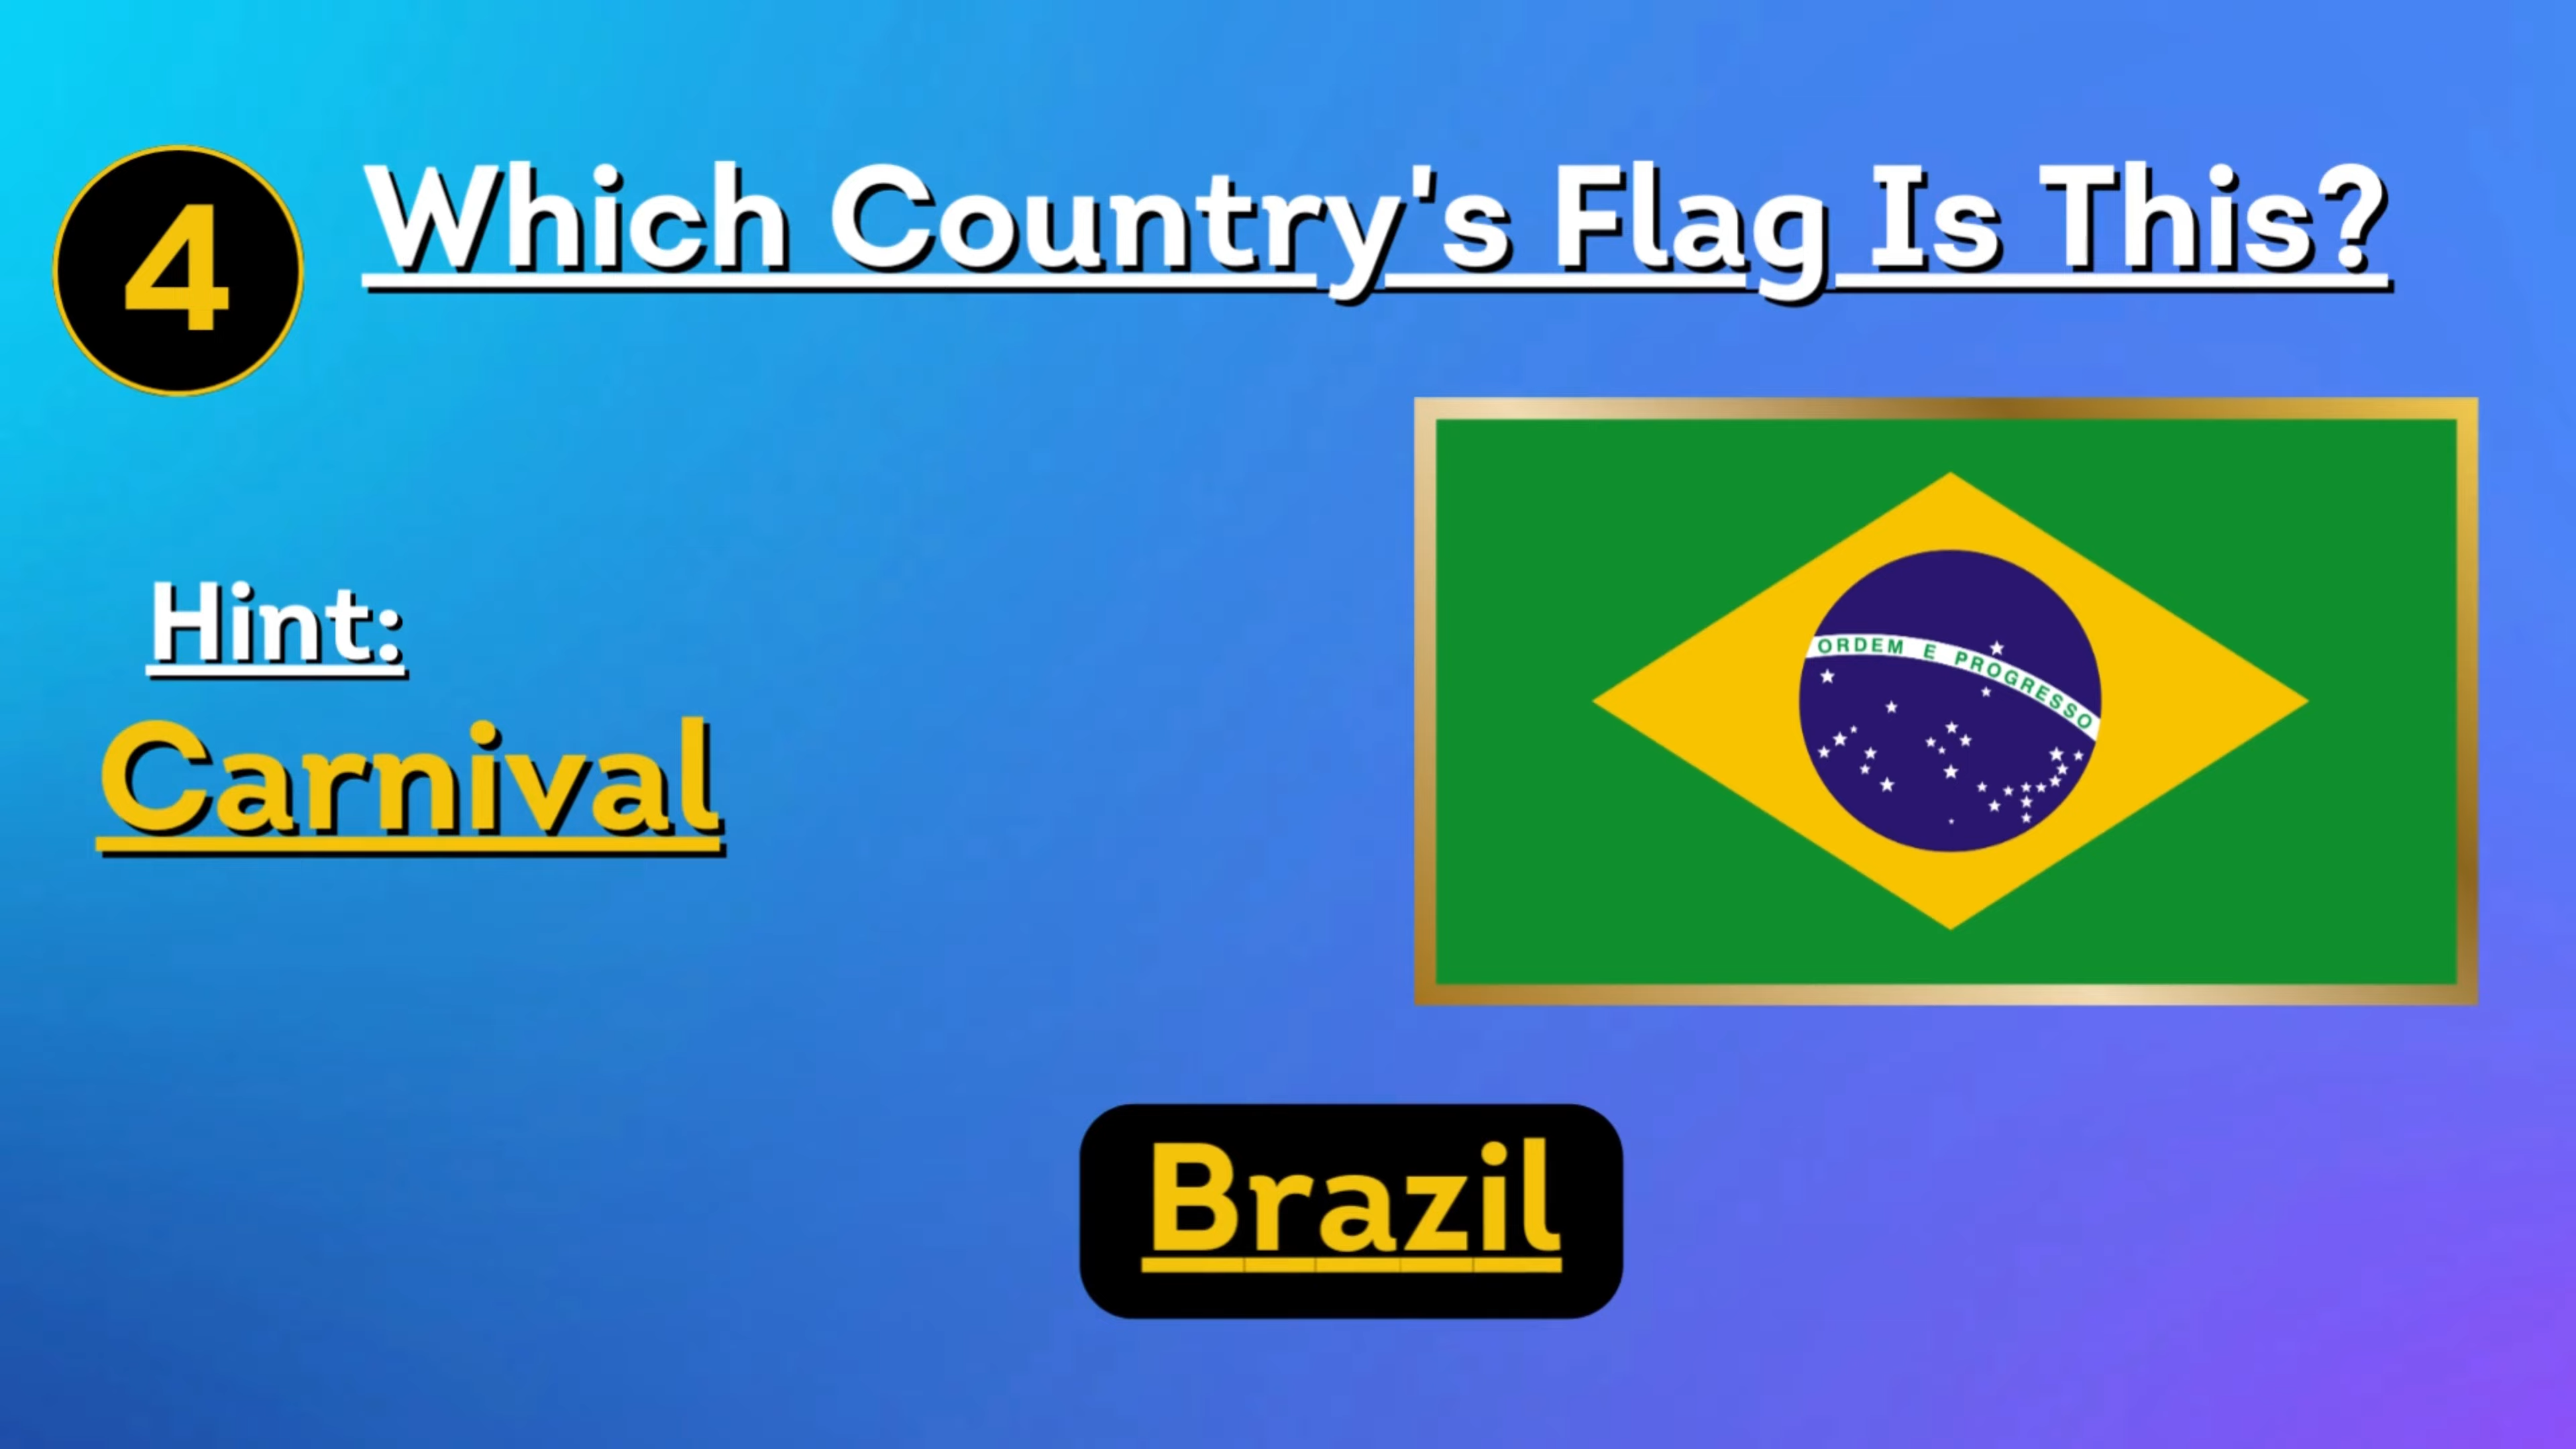 4
Which Country's Flag Is This?
Hint:
Carnival
ORDEM E PROGRESSO
Brazil